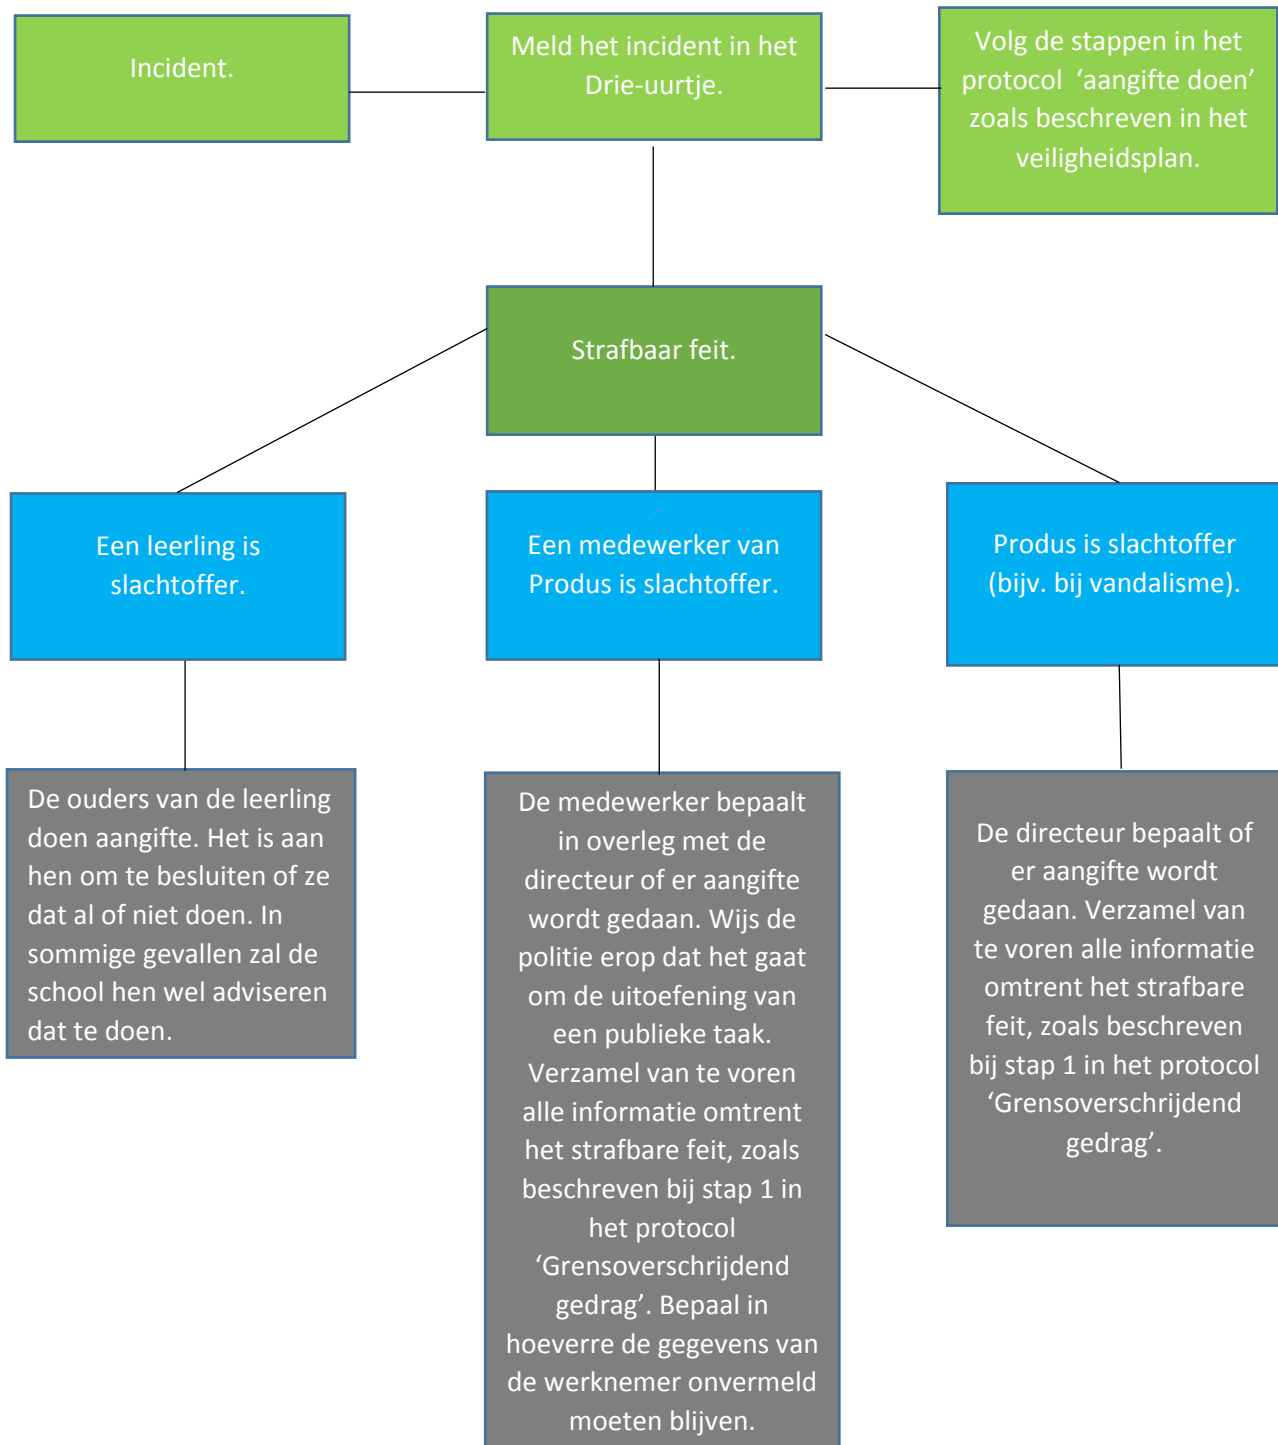 Incident.
Meld het incident in het
Drie-uurtje.
Volg de stappen in het
protocol ‘aangifte doen’
zoals beschreven in het
veiligheidsplan.
Strafbaar feit.
Een leerling is
slachtoffer.
Een medewerker van
Produs is slachtoffer.
Produs is slachtoffer
(bijv. bij vandalisme).
De ouders van de leerling
doen aangifte. Het is aan
hen om te besluiten of ze
dat al of niet doen. In
sommige gevallen zal de
school hen wel adviseren
dat te doen.
De medewerker bepaalt
in overleg met de
directeur of er aangifte
wordt gedaan. Wijs de
politie erop dat het gaat
om de uitoefening van
een publieke taak.
Verzamel van te voren
alle informatie omtrent
het strafbare feit, zoals
beschreven bij stap 1 in
het protocol
‘Grensoverschrijdend
gedrag’. Bepaal in
hoeverre de gegevens van
de werknemer onvermeld
moeten blijven.
De directeur bepaalt of
er aangifte wordt
gedaan. Verzamel van
te voren alle informatie
omtrent het strafbare
feit, zoals beschreven
bij stap 1 in het protocol
‘Grensoverschrijdend
gedrag’.